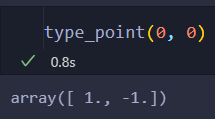 type_point(0, 0)
0.8s
array([ 1., -1.])